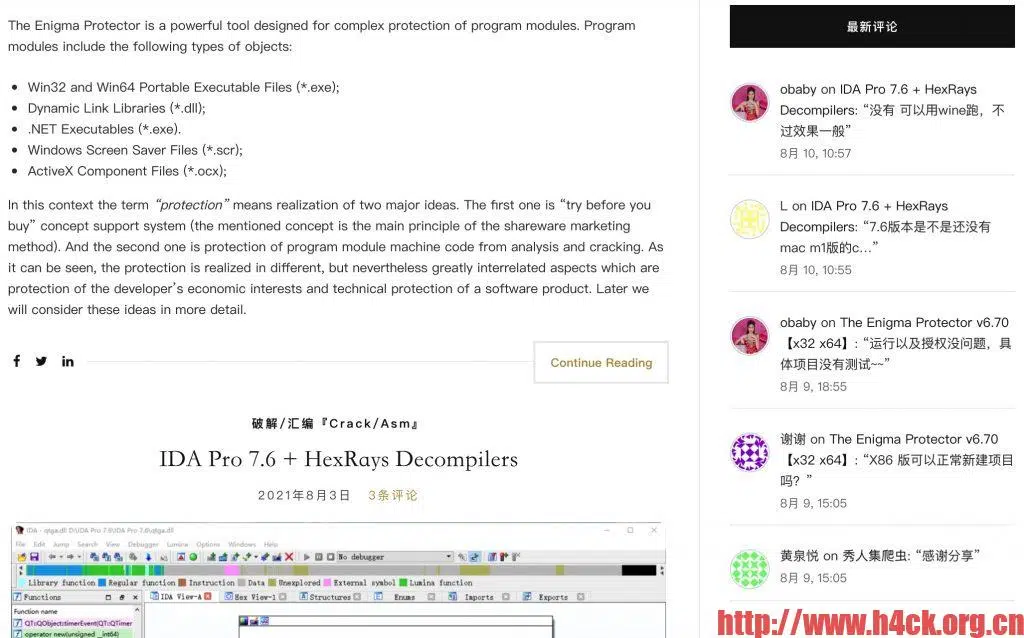 The Enigma Protector is a powerful tool designed for complex protection of program modules. Program
modules include the following types of objects:
• Win32 and Win64 Portable Executable Files (*.exe);
• Dynamic Link Libraries (*.dll);
• .NET Executables (*.exe).
• Windows Screen Saver Files (*.scr);
• ActiveX Component Files (*.ocx);
In this context the term “protection” means realization of two major ideas. The first one is “try before you
buy” concept support system (the mentioned concept is the main principle of the shareware marketing
method). And the second one is protection of program module machine code from analysis and cracking. As
it can be seen, the protection is realized in different, but nevertheless greatly interrelated aspects which are
protection of the developer’s economic interests and technical protection of a software product. Later we
will consider these ideas in more detail.
Continue Reading
破解/汇编『Crack/Asm』
IDA Pro 7.6 + HexRays Decompilers
2021年8月3日 3条评论
IDA - qtga.dll D:\IDA Pro 7.6\IDA Pro 7.6\qtga.dll
File Edit Jump Search View Debugger Lumina Options Windows Help
No debugger
Library function Regular function Instruction Data Unexplored External symbol Lumina function
Functions
IDA View-A Hex View-1 Structures Enums Imports Exports
Function name
QT::QObject::timerEvent(QT::QTimer
operator new(unsigned _int64)
最新评论
obaby on IDA Pro 7.6 + HexRays
Decompilers: “没有 可以用wine跑，不
过效果一般”
8月 10, 10:57
L on IDA Pro 7.6 + HexRays
Decompilers: “7.6版本是不是还没有
mac m1版的c…”
8月 10, 10:55
obaby on The Enigma Protector v6.70
【x32 x64】: “运行以及授权没问题，具
体项目没有测试~~”
8月 9, 18:55
谢谢 on The Enigma Protector v6.70
【x32 x64】: “X86 版可以正常新建项目
吗？”
8月 9, 15:05
黄泉悦 on 秀人集爬虫: “感谢分享”
8月 9, 15:05
http://www.h4ck.org.cn